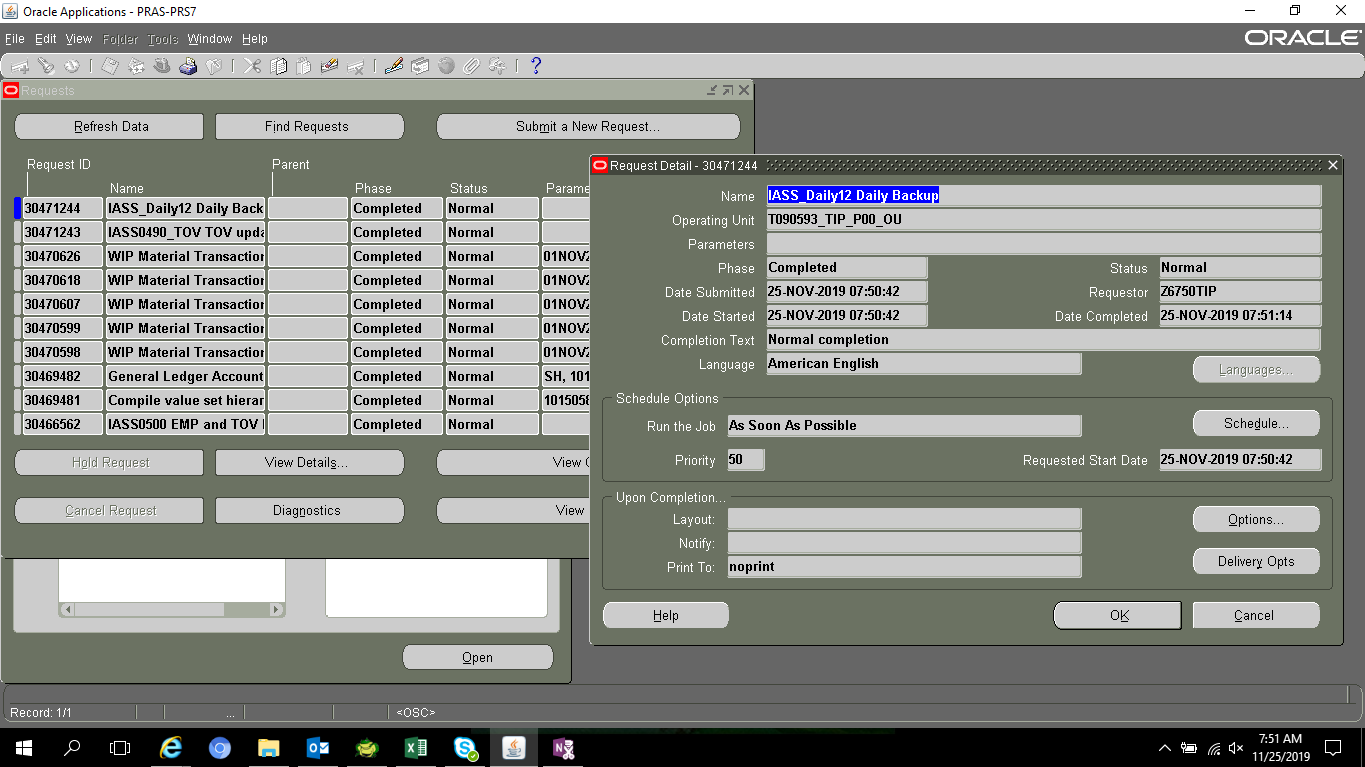 Oracle Applications - PRAS-PRS7
File Edit View Folder Tools Window Help
ORACLE
Requests
Refresh Data Find Requests Submit a New Request...
Request ID Parent
Name Phase Status Parame
30471244 IASS_Daily12 Daily Back Completed Normal
30471243 IASS0490_TOV TOV upda Completed Normal
30470626 WIP Material Transaction Completed Normal 01NOV2
30470618 WIP Material Transaction Completed Normal 01NOV2
30470607 WIP Material Transaction Completed Normal 01NOV2
30470599 WIP Material Transaction Completed Normal 01NOV2
30470598 WIP Material Transaction Completed Normal 01NOV2
30469482 General Ledger Account Completed Normal SH, 101
30469481 Compile value set hierar Completed Normal 1015058
30466562 IASS0500 EMP and TOV Completed Normal
Hold Request View Details... View
Cancel Request Diagnostics View
Open
Request Detail - 30471244
Name IASS_Daily12 Daily Backup
Operating Unit T090593_TIP_P00_OU
Parameters
Phase Completed Status Normal
Date Submitted 25-NOV-2019 07:50:42 Requestor Z6750TIP
Date Started 25-NOV-2019 07:50:42 Date Completed 25-NOV-2019 07:51:14
Completion Text Normal completion
Language American English Languages...
Schedule Options
Run the Job As Soon As Possible Schedule...
Priority 50 Requested Start Date 25-NOV-2019 07:50:42
Upon Completion...
Layout: Options...
Notify:
Print To: noprint Delivery Opts
Help OK Cancel
Record: 1/1 ... <OSC>
7:51 AM
11/25/2019